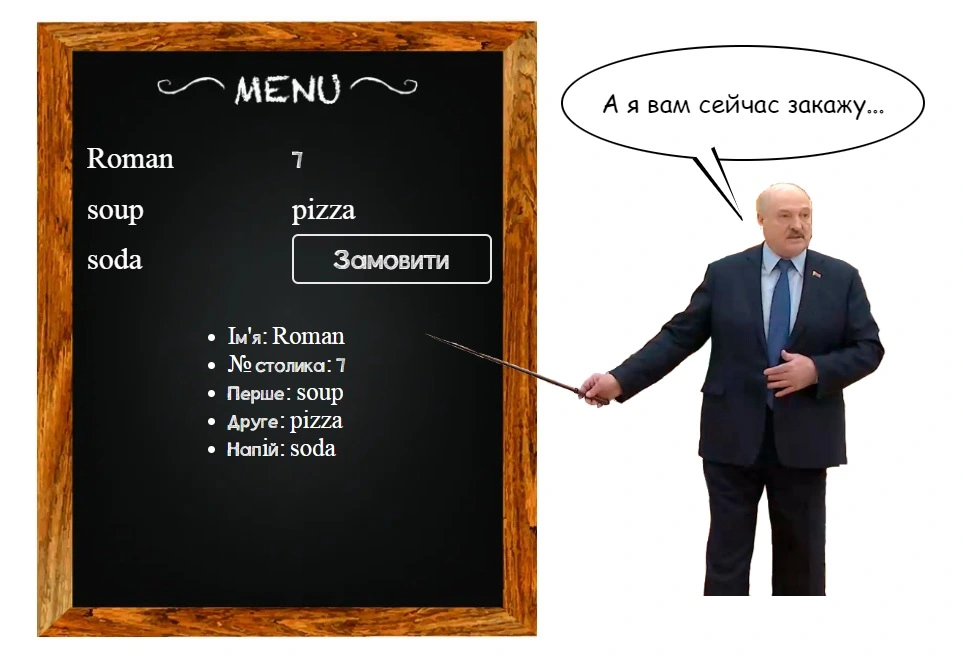 MENU
Roman 7
soup pizza
soda Замовити
Ім'я: Roman
№ столика: 7
Перше: soup
Друге: pizza
Напій: soda
А я вам сейчас закажу...